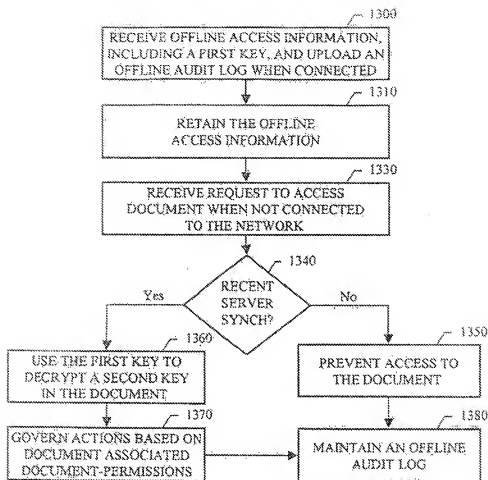 1300
RECEIVE OFFLINE ACCESS INFORMATION,
INCLUDING A FIRST KEY, AND UPLOAD AN
OFFLINE AUDIT LOG WHEN CONNECTED
1310
RETAIN THE OFFLINE
ACCESS INFORMATION
1330
RECEIVE REQUEST TO ACCESS
DOCUMENT WHEN NOT CONNECTED
TO THE NETWORK
1340
RECENT
SERVER
SYNCH?
Yes
No
1360
USE THE FIRST KEY TO
DECRYPT A SECOND KEY
IN THE DOCUMENT
1350
PREVENT ACCESS TO
THE DOCUMENT
1370
GOVERN ACTIONS BASED ON
DOCUMENT ASSOCIATED
DOCUMENT-PERMISSIONS
1380
MAINTAIN AN OFFLINE
AUDIT LOG